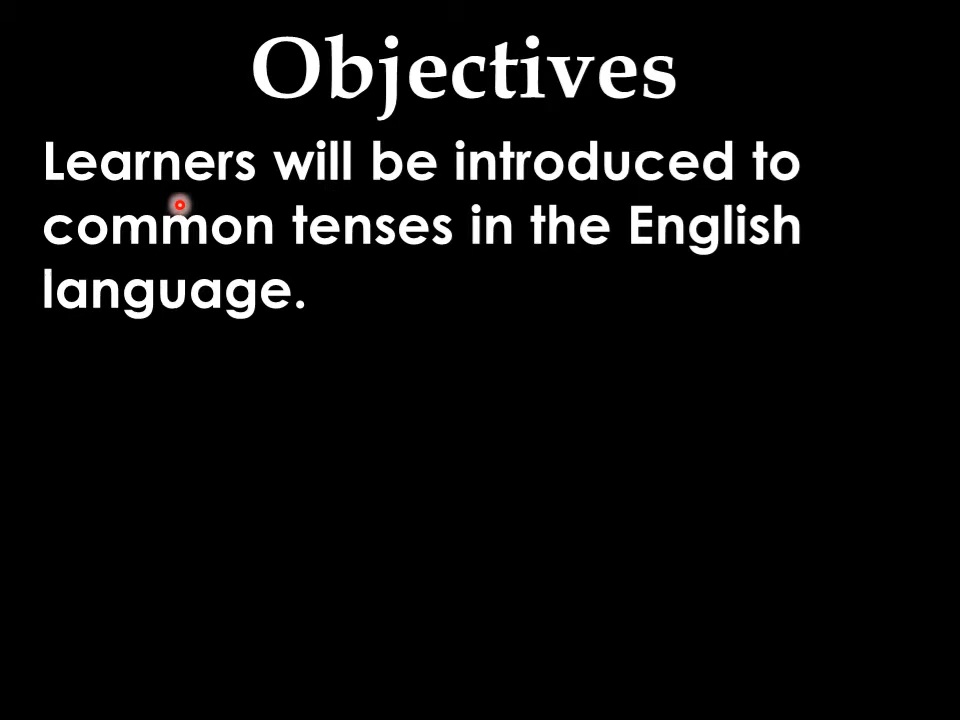 Objectives
Learners will be introduced to
common tenses in the English
language.